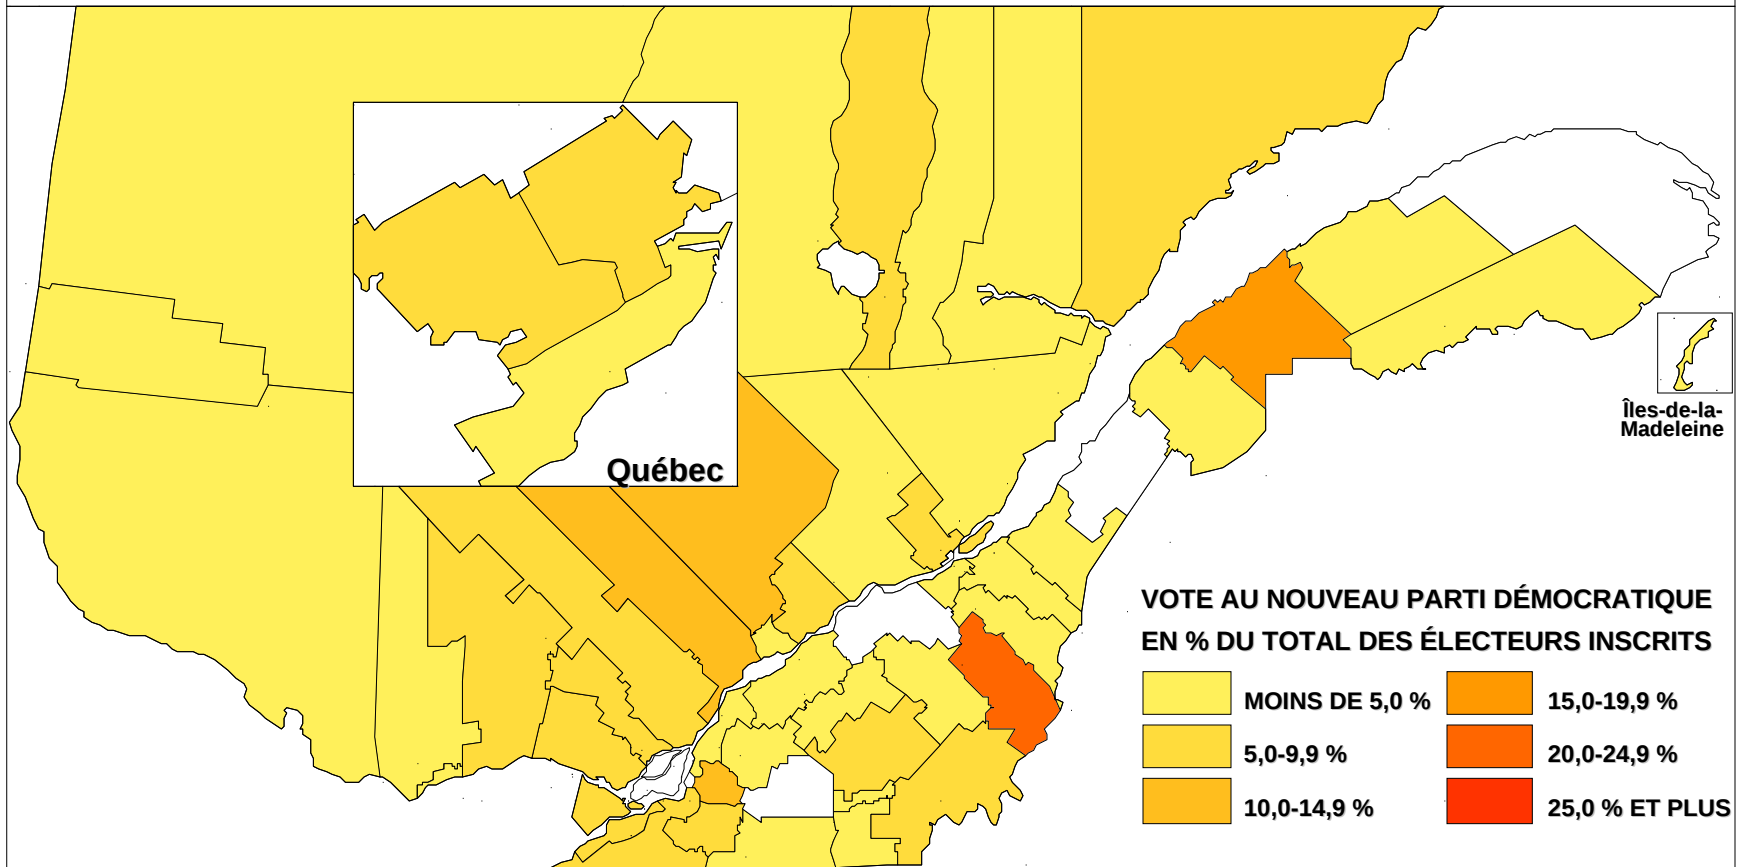 Québec
Îles-de-la-
Madeleine
VOTE AU NOUVEAU PARTI DÉMOCRATIQUE
EN % DU TOTAL DES ÉLECTEURS INSCRITS
MOINS DE 5,0 %
5,0-9,9 %
10,0-14,9 %
15,0-19,9 %
20,0-24,9 %
25,0 % ET PLUS